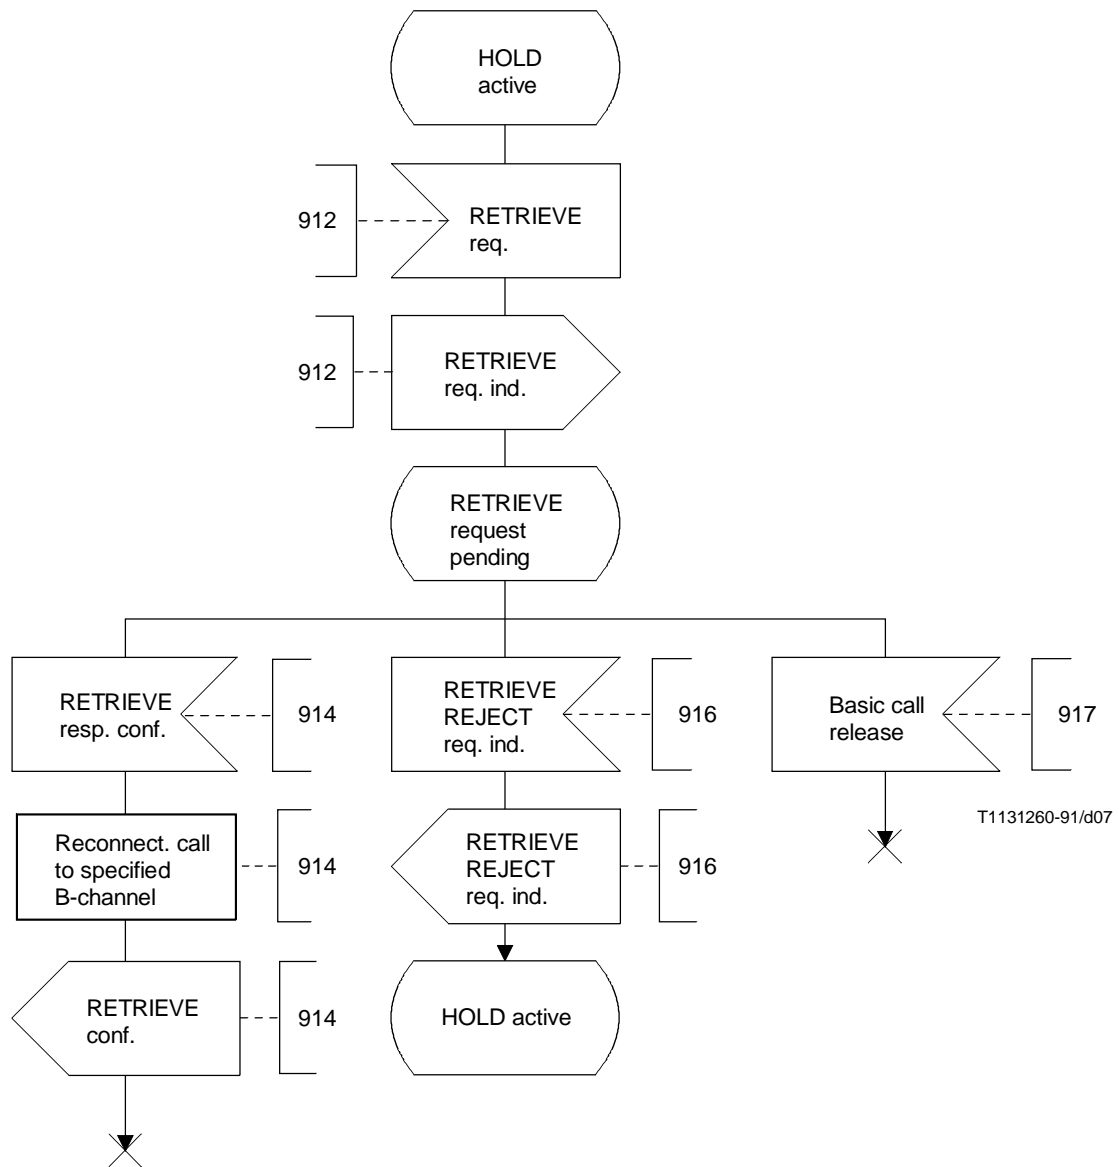 HOLD
active
912
RETRIEVE
req.
912
RETRIEVE
req. ind.
RETRIEVE
request
pending
RETRIEVE
resp. conf.
914
RETRIEVE
REJECT
req. ind.
916
Basic call
release
917
T1131260-91/d07
Reconnect. call
to specified
B-channel
914
RETRIEVE
REJECT
req. ind.
916
RETRIEVE
conf.
914
HOLD active